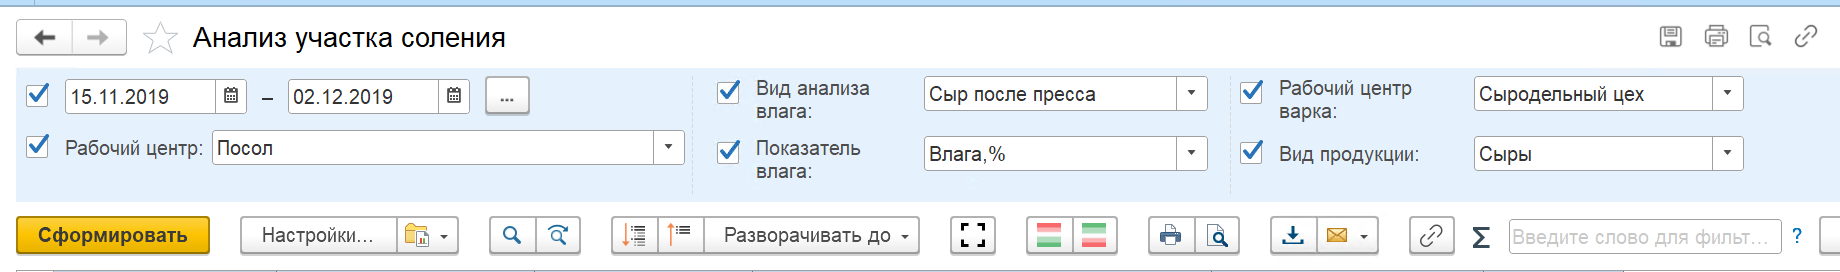 Анализ участка соления
15.11.2019 – 02.12.2019 ...
Рабочий центр: Посол
Вид анализа влага: Сыр после пресса
Показатель влага: Влага,%
Рабочий центр варка: Сыродельный цех
Вид продукции: Сыры
Сформировать Настройки... Разворачивать до Σ Введите слово для фильт... ?